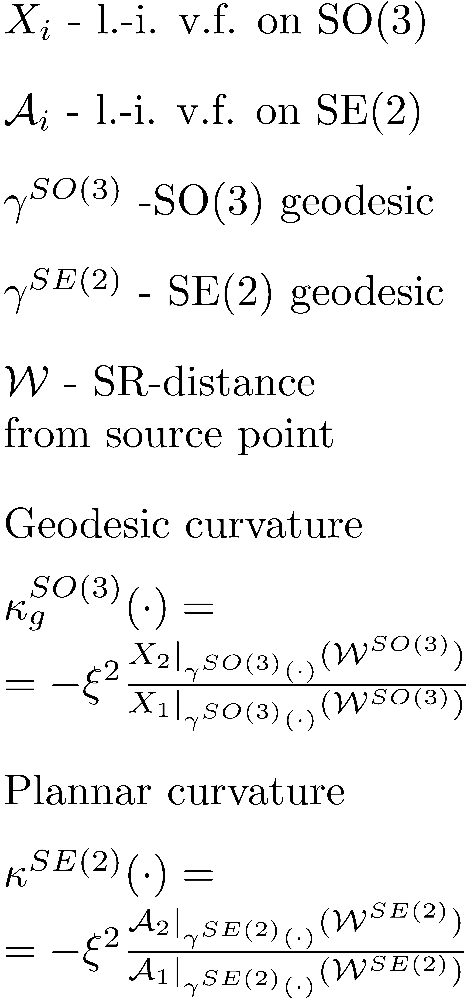 $X_i$ - l.-i. v.f. on SO(3)
$\mathcal{A}_i$ - l.-i. v.f. on SE(2)
$\gamma^{SO(3)}$ -SO(3) geodesic
$\gamma^{SE(2)}$ - SE(2) geodesic
$\mathcal{W}$ - SR-distance
from source point
Geodesic curvature
$\kappa_g^{SO(3)}(\cdot) =$
$= -\xi^2 \frac{X_2|_{\gamma^{SO(3)}(\cdot)}(\mathcal{W}^{SO(3)})}{X_1|_{\gamma^{SO(3)}(\cdot)}(\mathcal{W}^{SO(3)})}$
Plannar curvature
$\kappa^{SE(2)}(\cdot) =$
$= -\xi^2 \frac{\mathcal{A}_2|_{\gamma^{SE(2)}(\cdot)}(\mathcal{W}^{SE(2)})}{\mathcal{A}_1|_{\gamma^{SE(2)}(\cdot)}(\mathcal{W}^{SE(2)})}$